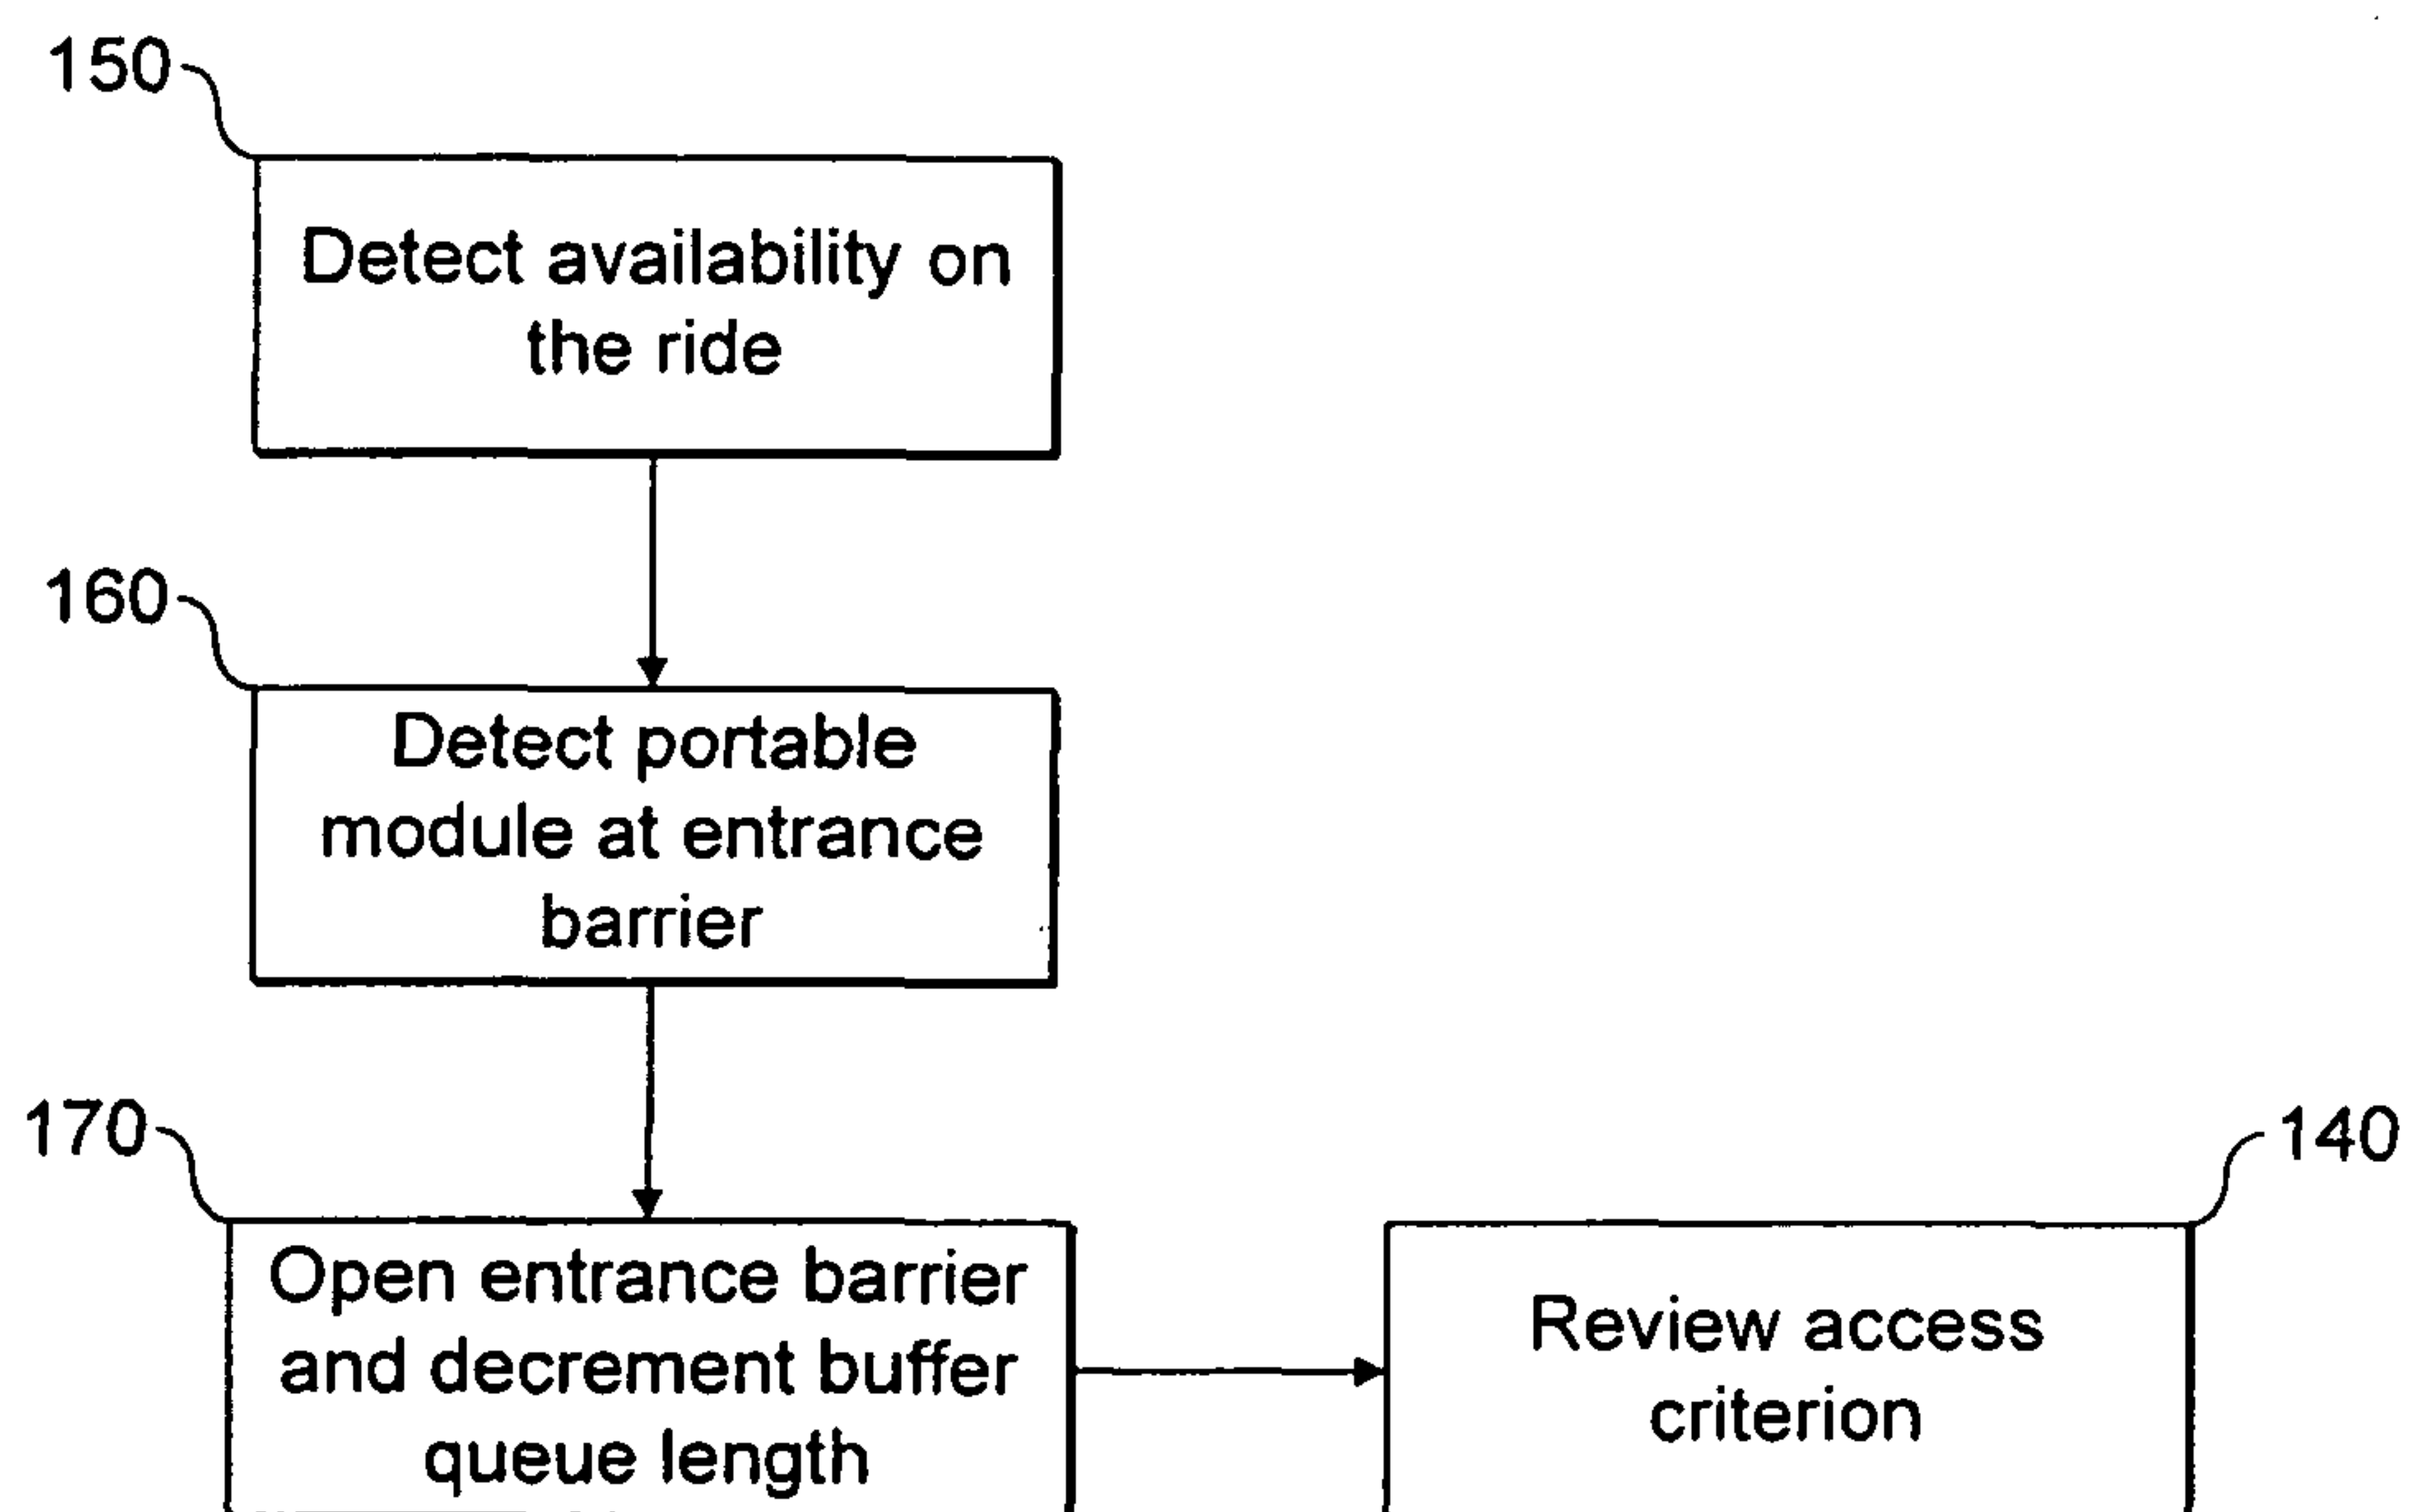 150
Detect availability on
the ride
160
Detect portable
module at entrance
barrier
170
Open entrance barrier
and decrement buffer
queue length
140
Review access
criterion